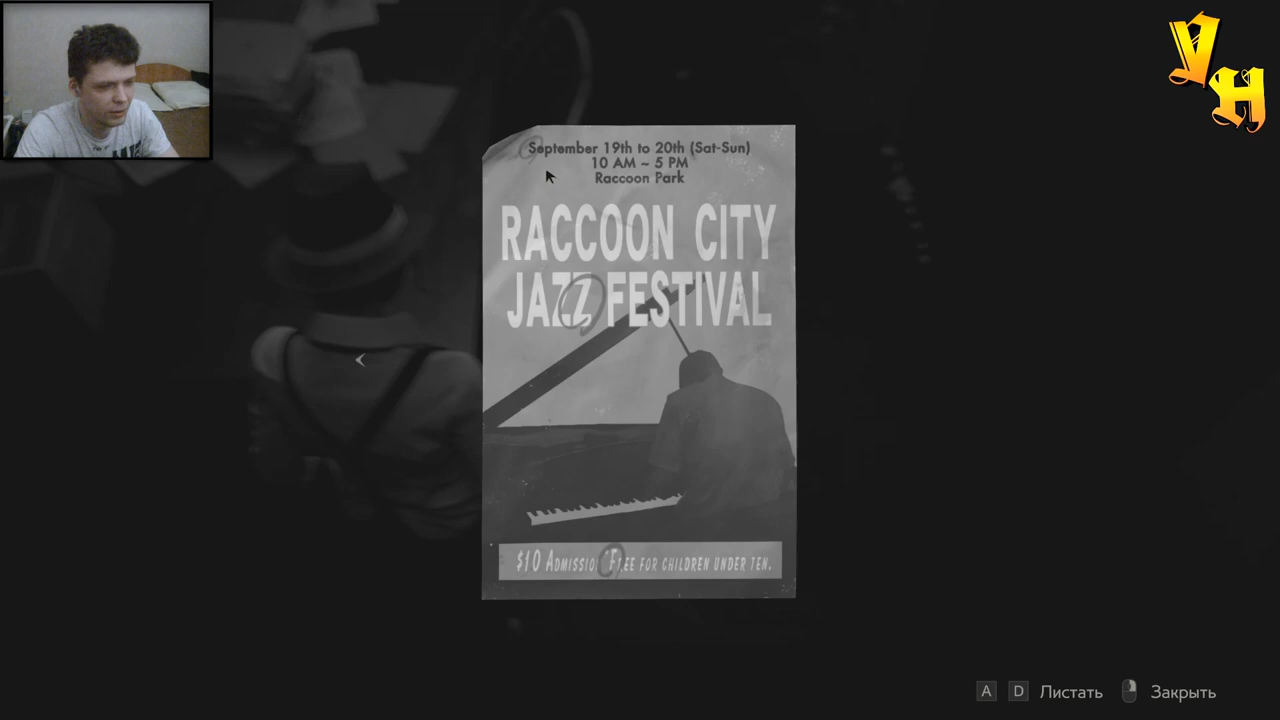 September 19th to 20th (Sat-Sun)
10 AM ~ 5 PM
Raccoon Park
RACCOON CITY
JAZZ FESTIVAL
$10 ADMISSION FREE FOR CHILDREN UNDER TEN.
A D Листать Закрыть